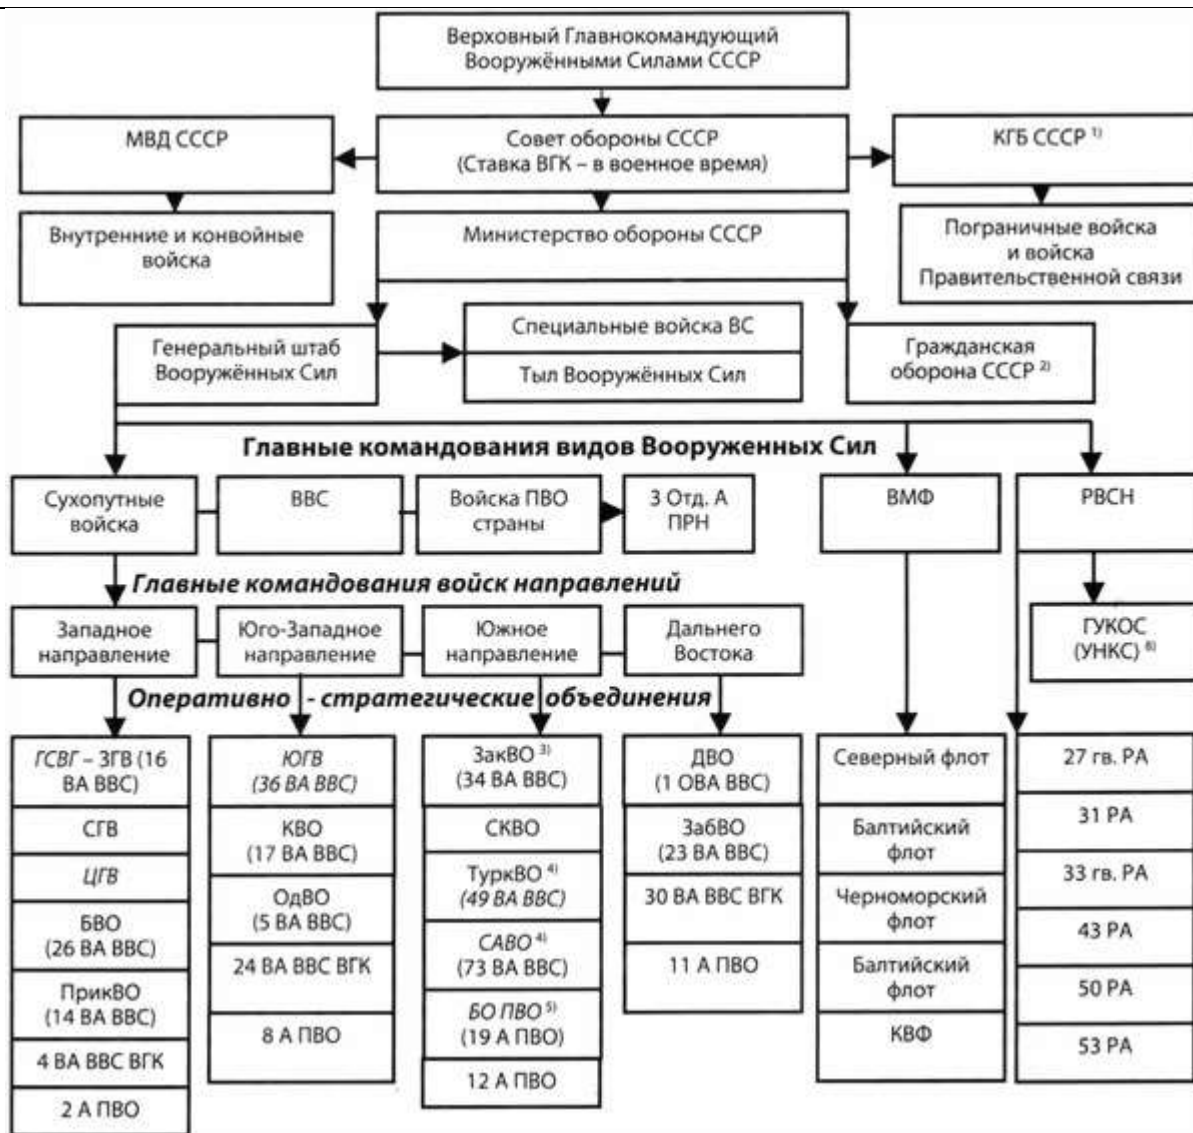 Верховный Главнокомандующий
Вооружёнными Силами СССР
МВД СССР
Совет обороны СССР
(Ставка ВГК – в военное время)
КГБ СССР ¹⁾
Внутренние и конвойные
войска
Министерство обороны СССР
Пограничные войска
и войска
Правительственной связи
Генеральный штаб
Вооружённых Сил
Специальные войска ВС
Тыл Вооружённых Сил
Гражданская
оборона СССР ²⁾
Главные командования видов Вооруженных Сил
Сухопутные
войска
ВВС
Войска ПВО
страны
3 Отд. А
ПРН
ВМФ
РВСН
Главные командования войск направлений
Западное
направление
Юго-Западное
направление
Южное
направление
Дальнего
Востока
ГУКОС
(УНКС) ⁶⁾
Оперативно - стратегические объединения
ГСВГ – ЗГВ (16
ВА ВВС)
СГВ
ЦГВ
БВО
(26 ВА ВВС)
ПрикВО
(14 ВА ВВС)
4 ВА ВВС ВГК
2 А ПВО
ЮГВ
(36 ВА ВВС)
КВО
(17 ВА ВВС)
ОдВО
(5 ВА ВВС)
24 ВА ВВС ВГК
8 А ПВО
ЗакВО ³⁾
(34 ВА ВВС)
СКВО
ТуркВО ⁴⁾
(49 ВА ВВС)
САВО ⁴⁾
(73 ВА ВВС)
БО ПВО ⁵⁾
(19 А ПВО)
12 А ПВО
ДВО
(1 ОВА ВВС)
ЗабВО
(23 ВА ВВС)
30 ВА ВВС ВГК
11 А ПВО
Северный флот
Балтийский
флот
Черноморский
флот
Балтийский
флот
КВФ
27 гв. РА
31 РА
33 гв. РА
43 РА
50 РА
53 РА